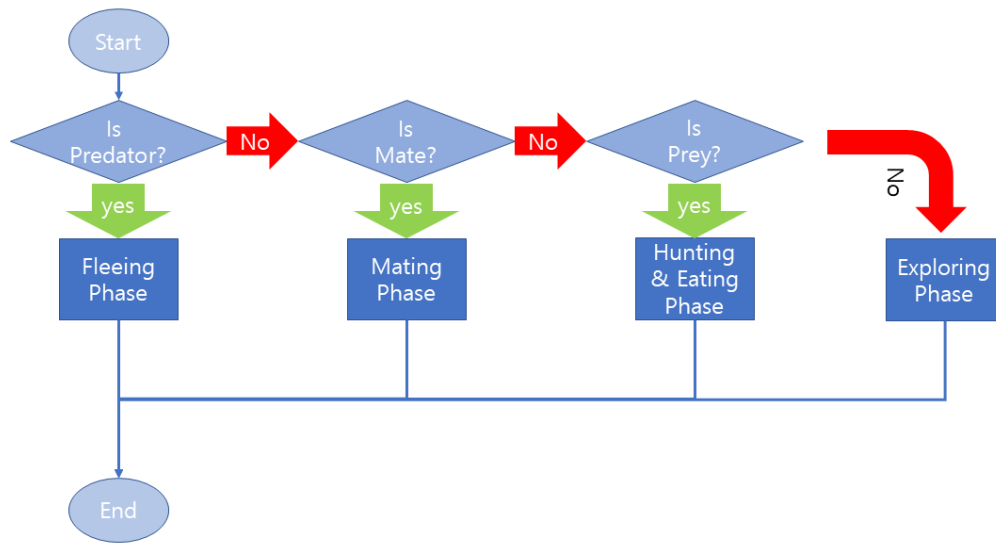 Start
Is
Predator?
No
Is
Mate?
No
Is
Prey?
No
yes
yes
yes
Fleeing
Phase
Mating
Phase
Hunting
& Eating
Phase
Exploring
Phase
End